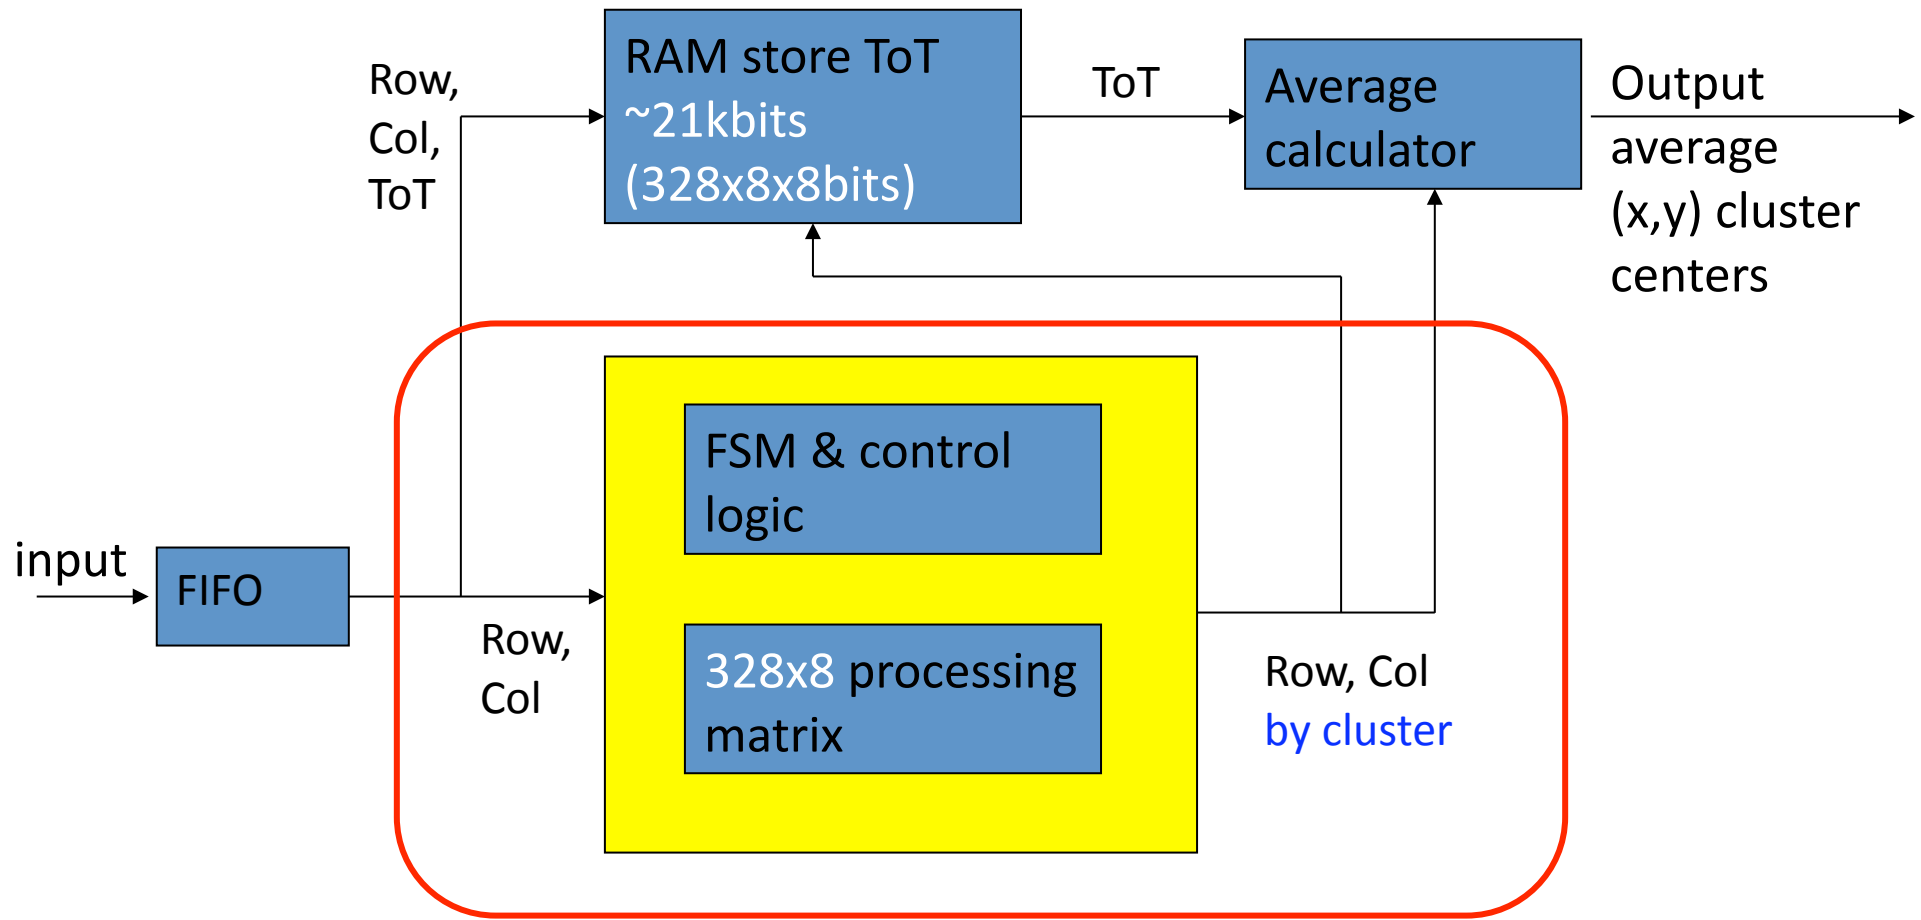 Row,
Col,
ToT
RAM store ToT
~21kbits
(328x8x8bits)
ToT
Average
calculator
Output
average
(x,y) cluster
centers
input
FIFO
Row,
Col
FSM & control
logic
328x8 processing
matrix
Row, Col
by cluster